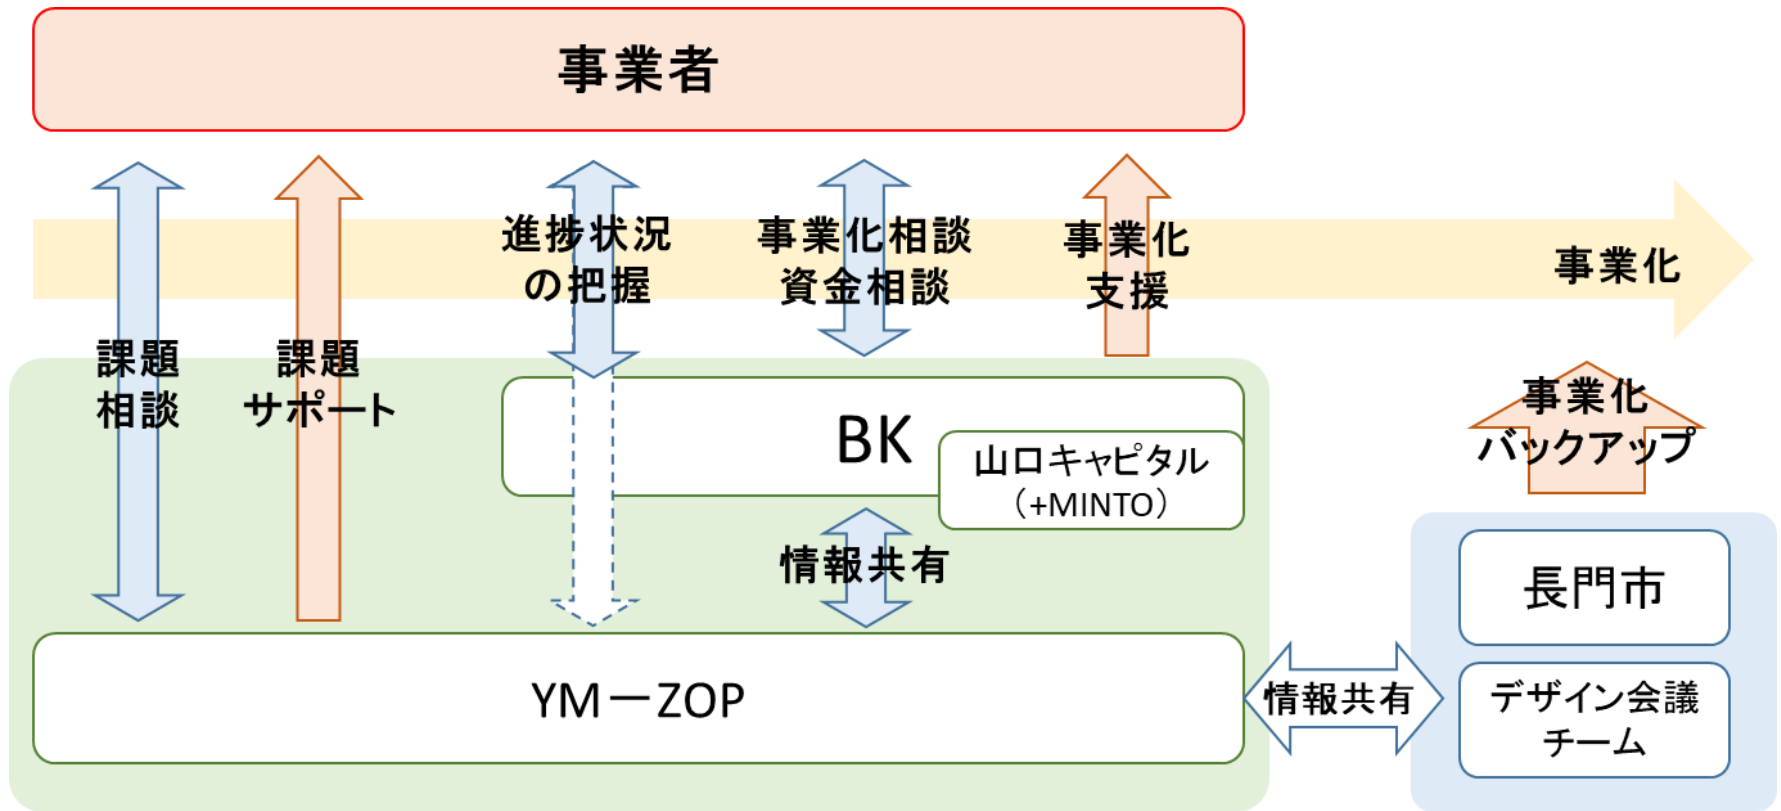 事業者
進捗状況
の把握
事業化相談
資金相談
事業化
支援
事業化
課題
相談
課題
サポート
BK
山口キャピタル
（+MINTO）
事業化
バックアップ
情報共有
長門市
YMーZOP
情報共有
デザイン会議
チーム